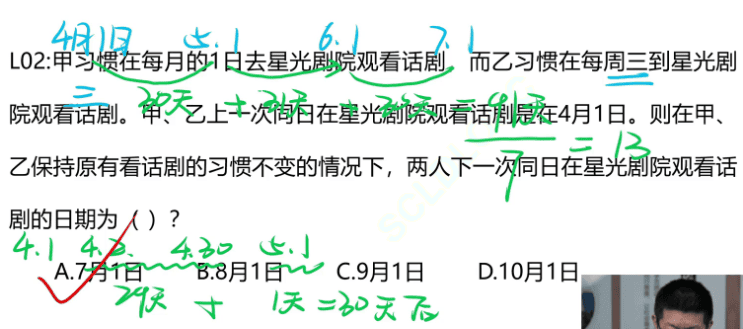 4月1日 5.1 6.1 7.1
L02:甲习惯在每月的1日去星光剧院观看话剧，而乙习惯在每周三到星光剧
三 30天+31天+30天=91天
院观看话剧。甲、乙上一次同日在星光剧院观看话剧是在4月1日。则在甲、
7 =13
乙保持原有看话剧的习惯不变的情况下，两人下一次同日在星光剧院观看话
剧的日期为（ ）？
4.1 4.2 4.30 5.1
A.7月1日 B.8月1日 C.9月1日 D.10月1日
29天 + 1天=30天后